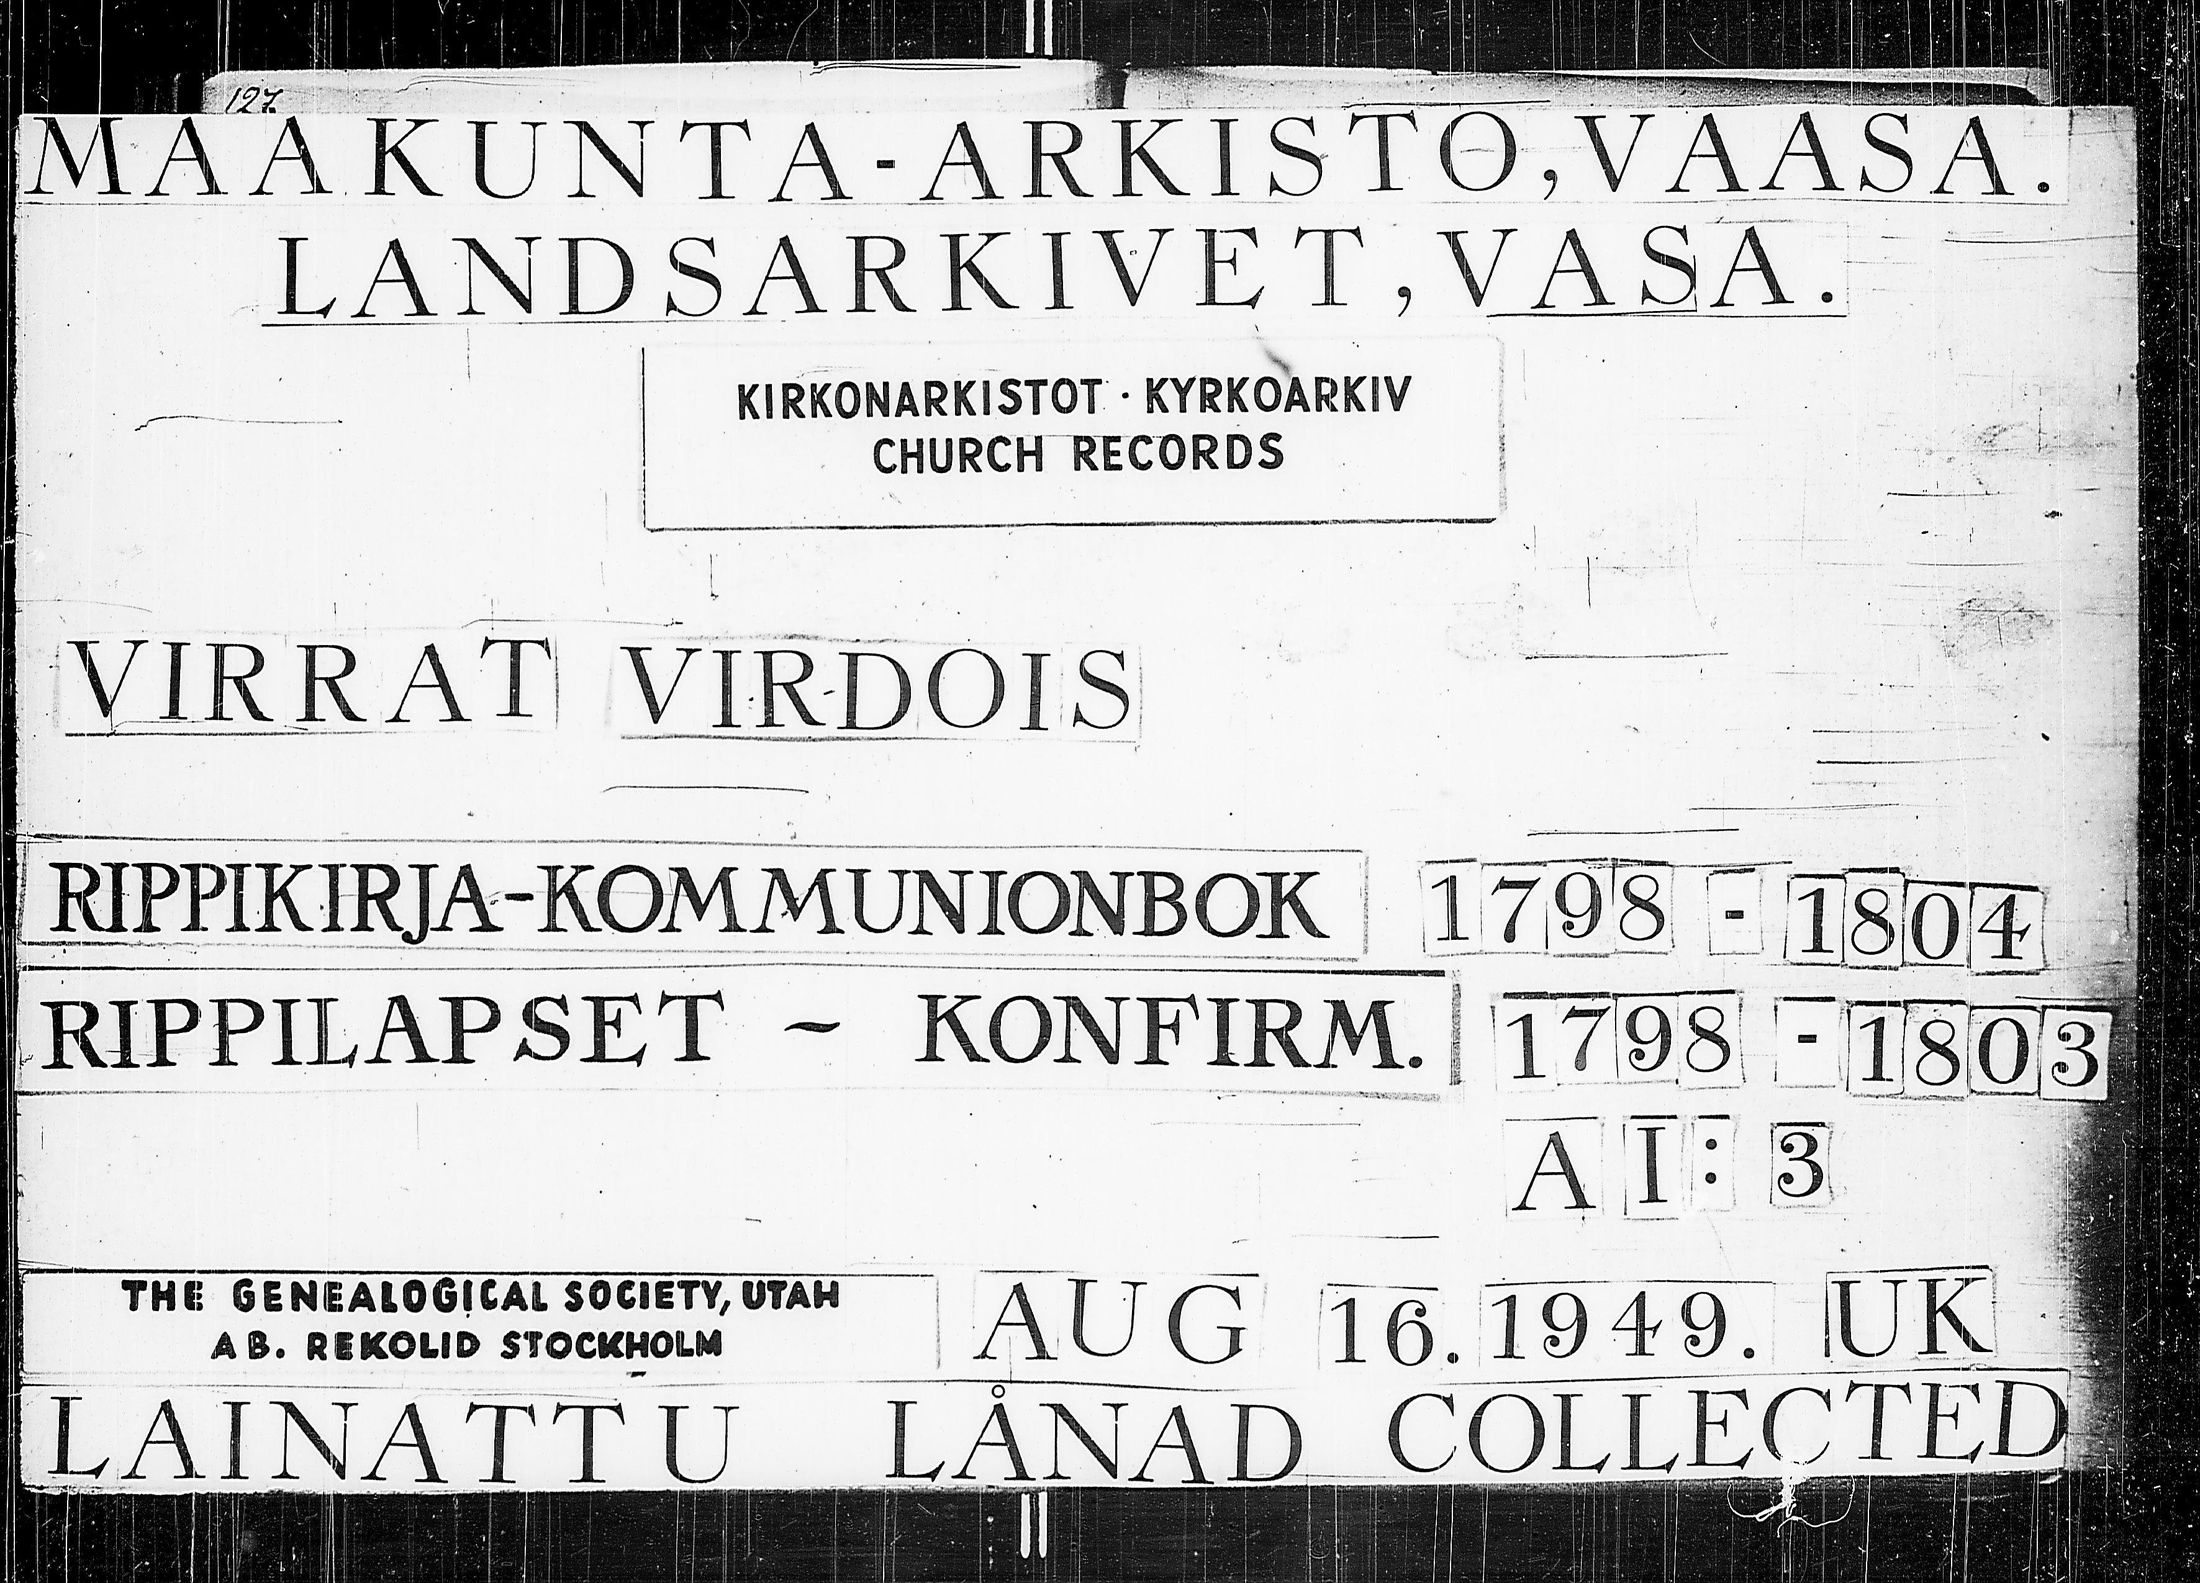 127.
MAAKUNTA-ARKISTO, VAASA.
LANDSARKIVET, VASA.
KIRKONARKISTOT · KYRKOARKIV
CHURCH RECORDS
VIRRAT VIRDOIS
RIPPIKIRJA-KOMMUNIONBOK 1798 - 1804
RIPPILAPSET ~ KONFIRM. 1798 - 1803
A I: 3
THE GENEALOGICAL SOCIETY, UTAH
AB. REKOLID STOCKHOLM
AUG 16. 1949. UK
LAINATTU LÅNAD COLLECTED